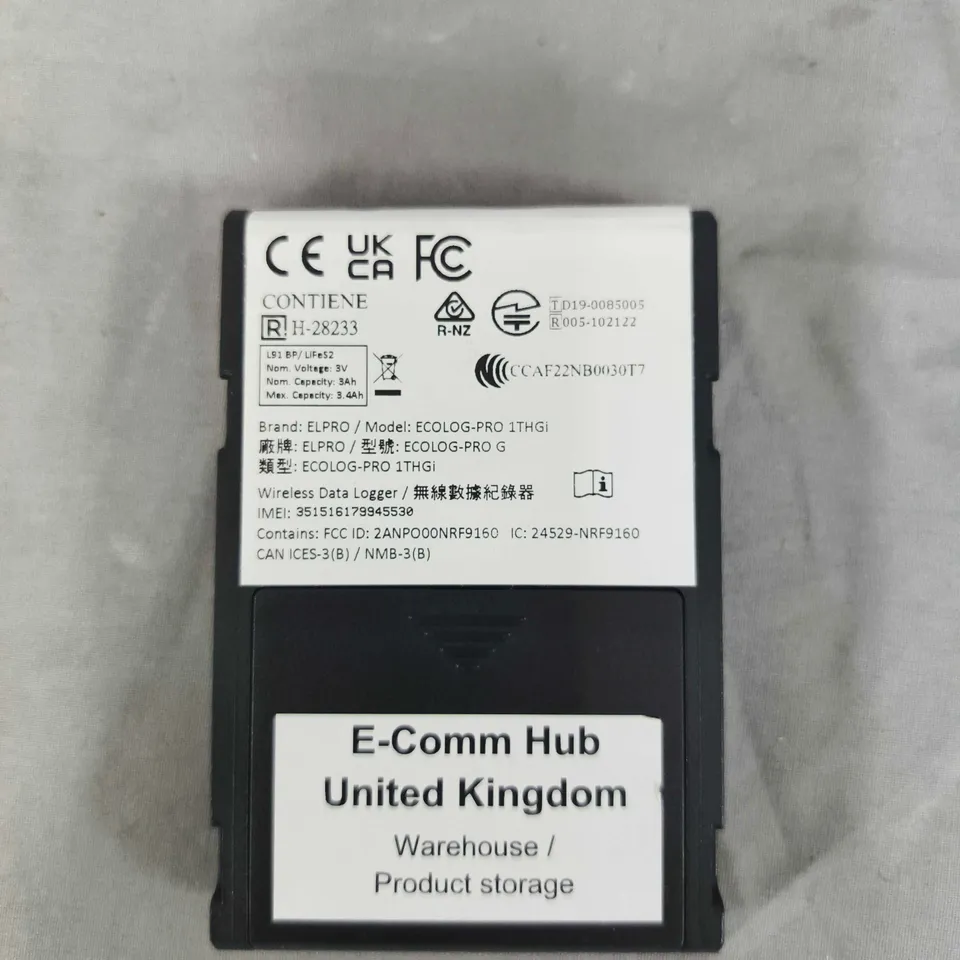 CE UK CA FC
CONTIENE
R H-28233
R-NZ
T D19-0085005
R 005-102122
L91 BP/ LiFeS2
Nom. Voltage: 3V
Nom. Capacity: 3Ah
Max. Capacity: 3.4Ah
CCAF22NB0030T7
Brand: ELPRO / Model: ECOLOG-PRO 1THGi
廠牌: ELPRO / 型號: ECOLOG-PRO G
類型: ECOLOG-PRO 1THGi
Wireless Data Logger / 無線數據紀錄器
IMEI: 351516179945530
Contains: FCC ID: 2ANPO00NRF9160 IC: 24529-NRF9160
CAN ICES-3(B) / NMB-3(B)
E-Comm Hub
United Kingdom
Warehouse /
Product storage